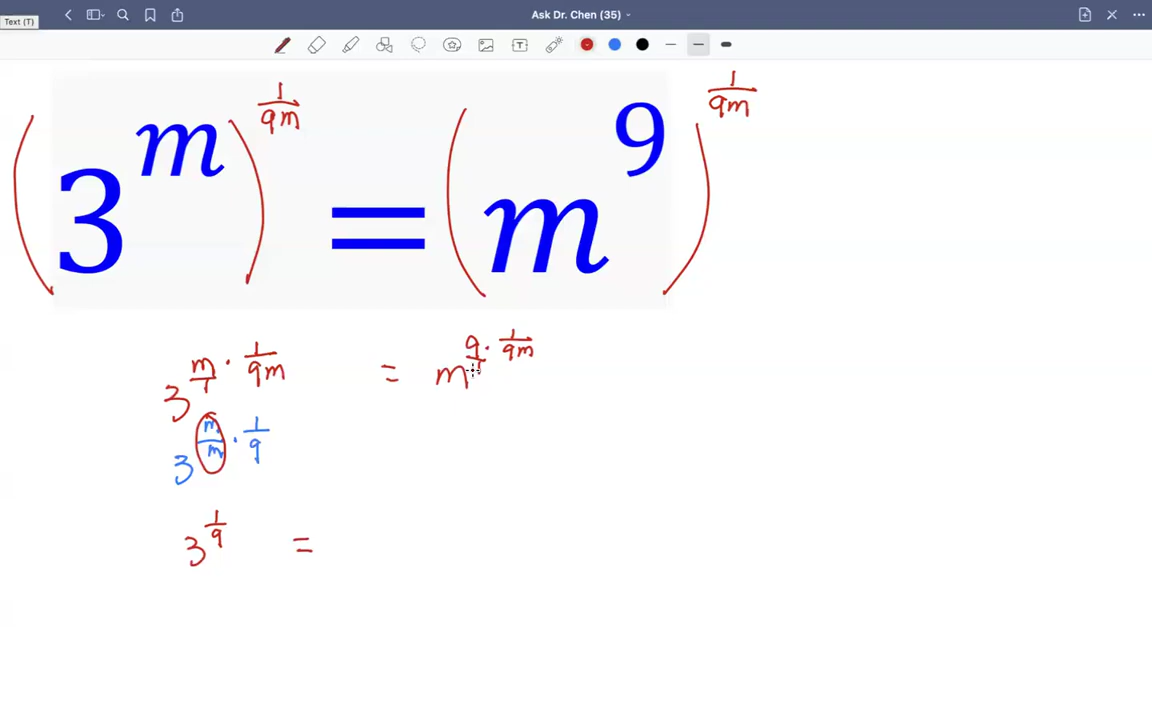 Ask Dr. Chen (35)
Text (T)
(3^m)^(1/9m) = (m^9)^(1/9m)
3^(m/1 · 1/9m) = m^(9/1 · 1/9m)
3^(m/m · 1/9)
3^(1/9) =